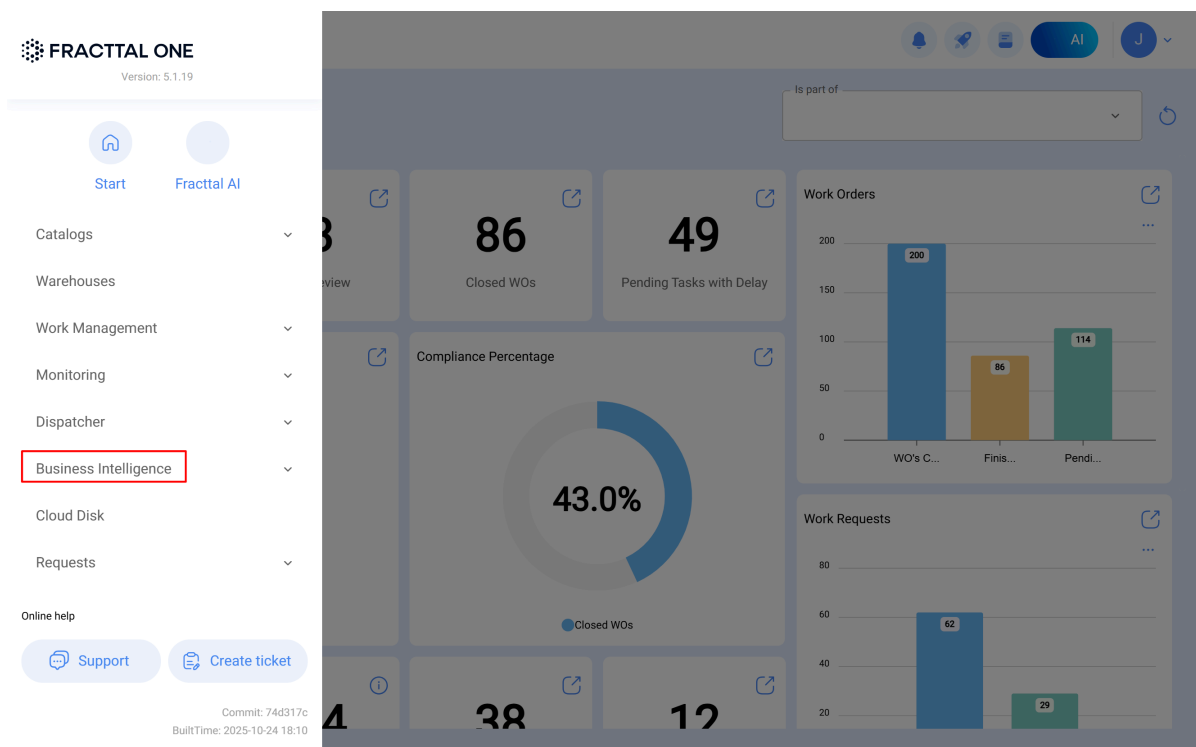 FRACTTAL ONE
Version: 5.1.19
Start
Fracttal AI
Catalogs
Warehouses
Work Management
Monitoring
Dispatcher
Business Intelligence
Cloud Disk
Requests
Online help
Support
Create ticket
Commit: 74d317c
BuiltTime: 2025-10-24 18:10
AI
J
Is part of
86
Closed WOs
49
Pending Tasks with Delay
Compliance Percentage
43.0%
Closed WOs
38
12
Work Orders
...
200
150
100
50
0
200
86
114
WO's C...
Finis...
Pendi...
Work Requests
...
80
60
40
20
62
29